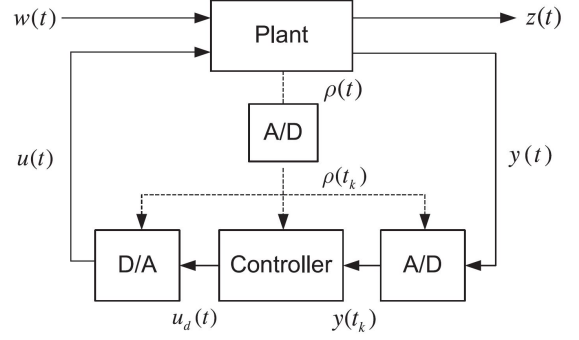 w(t)
Plant
z(t)
ρ(t)
A/D
u(t)
y(t)
ρ(t_k)
D/A
Controller
A/D
u_d(t)
y(t_k)